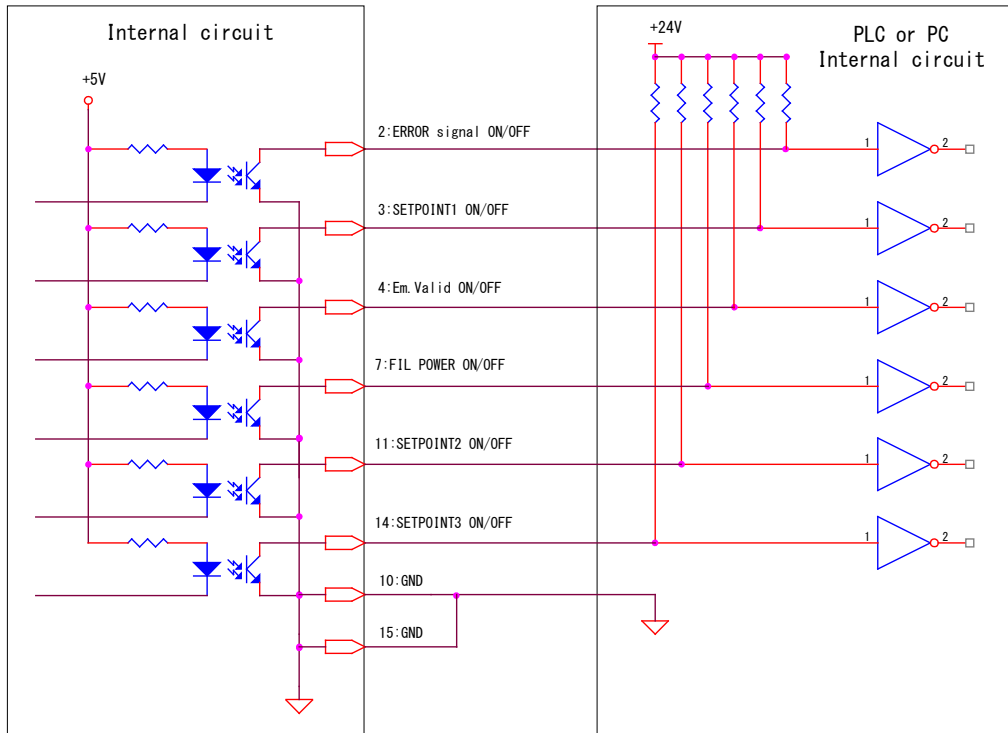 Internal circuit
+5V
2:ERROR signal ON/OFF
3:SETPOINT1 ON/OFF
4:Em.Valid ON/OFF
7:FIL POWER ON/OFF
11:SETPOINT2 ON/OFF
14:SETPOINT3 ON/OFF
10:GND
15:GND
+24V
PLC or PC
Internal circuit
1 2
1 2
1 2
1 2
1 2
1 2